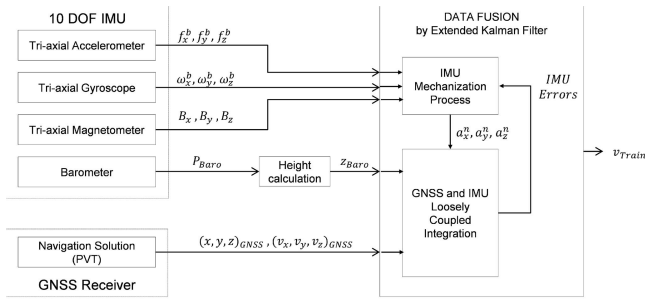 10 DOF IMU
Tri-axial Accelerometer
Tri-axial Gyroscope
Tri-axial Magnetometer
Barometer
Navigation Solution
(PVT)
GNSS Receiver
f_x^b, f_y^b, f_z^b
ω_x^b, ω_y^b, ω_z^b
B_x, B_y, B_z
P_Baro
Height
calculation
z_Baro
(x, y, z)_GNSS, (v_x, v_y, v_z)_GNSS
DATA FUSION
by Extended Kalman Filter
IMU
Mechanization
Process
IMU
Errors
a_x^n, a_y^n, a_z^n
GNSS and IMU
Loosely
Coupled
Integration
v_Train